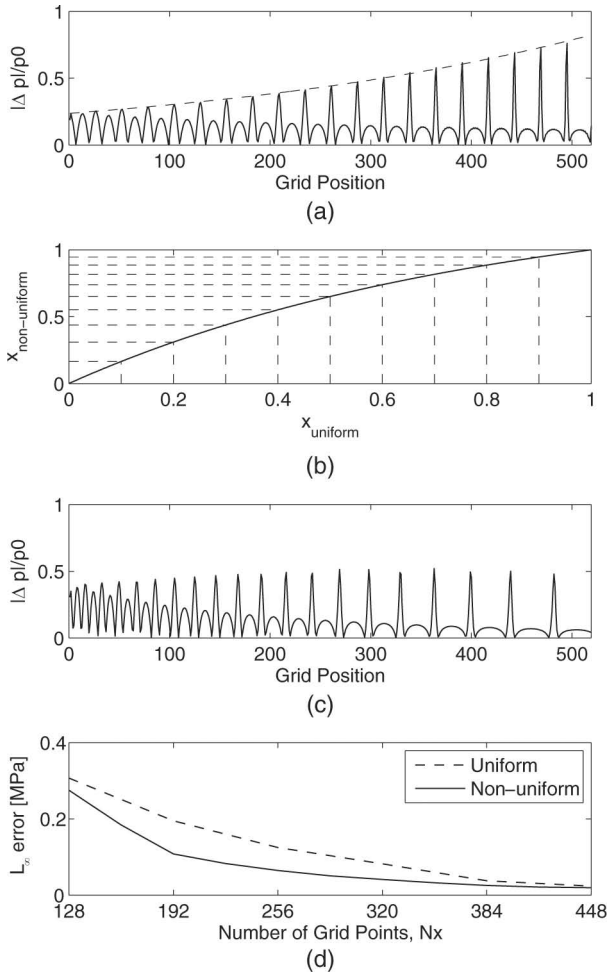 |Δ p|/p0
1
0.5
0
0 100 200 300 400 500
Grid Position
(a)
x non−uniform
1
0.5
0
0 0.2 0.4 0.6 0.8 1
x uniform
(b)
|Δ p|/p0
1
0.5
0
0 100 200 300 400 500
Grid Position
(c)
L∞ error [MPa]
0.4
0.2
0
Uniform
Non−uniform
128 192 256 320 384 448
Number of Grid Points, Nx
(d)